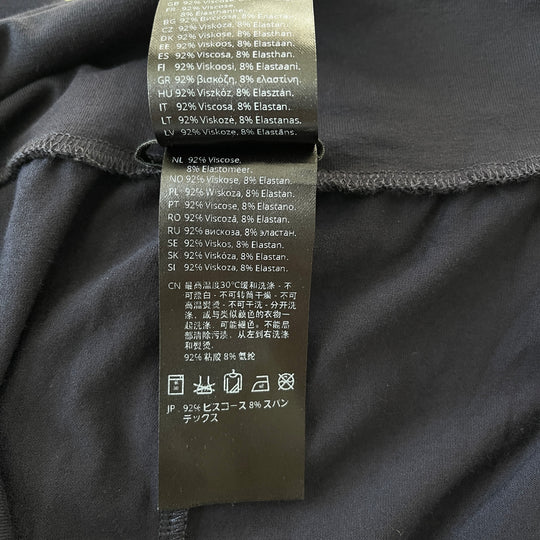 8% Elasthanne.
BG 92% Viscose, 8% Elastan.
CZ 92% Viskoza, 8% Elastan.
DK 92% Viskose, 8% Elastan.
EE 92% Viskoos, 8% Elastaan.
ES 92% Viscosa, 8% Elastano.
FI 92% Viskoosi, 8% Elastaani.
GR 92% βισκόζη, 8% ελαστίνη.
HU 92% Viszkóz, 8% Elasztán.
IT 92% Viscosa, 8% Elastan.
LT 92% Viskozė, 8% Elastanas.
LV 92% Viskoze, 8% Elastāns.
NL 92% Viscose,
8% Elastomeer.
NO 92% Viskose, 8% Elastan.
PL 92% Wiskoza, 8% Elastan.
PT 92% Viscose, 8% Elastano.
RO 92% Viscoză, 8% Elastan.
RU 92% вискоза, 8% эластан.
SE 92% Viskos, 8% Elastan.
SK 92% Viskóza, 8% Elastan.
SI 92% Viskoza, 8% Elastan.
CN 最高温度30°C缓和洗涤 - 不
可漂白 - 不可转筒干燥 - 不
可高温熨烫 - 不可干洗 - 分开洗
涤, 或与类似颜色的衣物一
起洗涤, 可能褪色, 不能局
部清除污渍, 从左到右洗涤
和熨烫
92% 粘胶 8% 氨纶
JP . 92% ビスコース 8% スパン
デックス